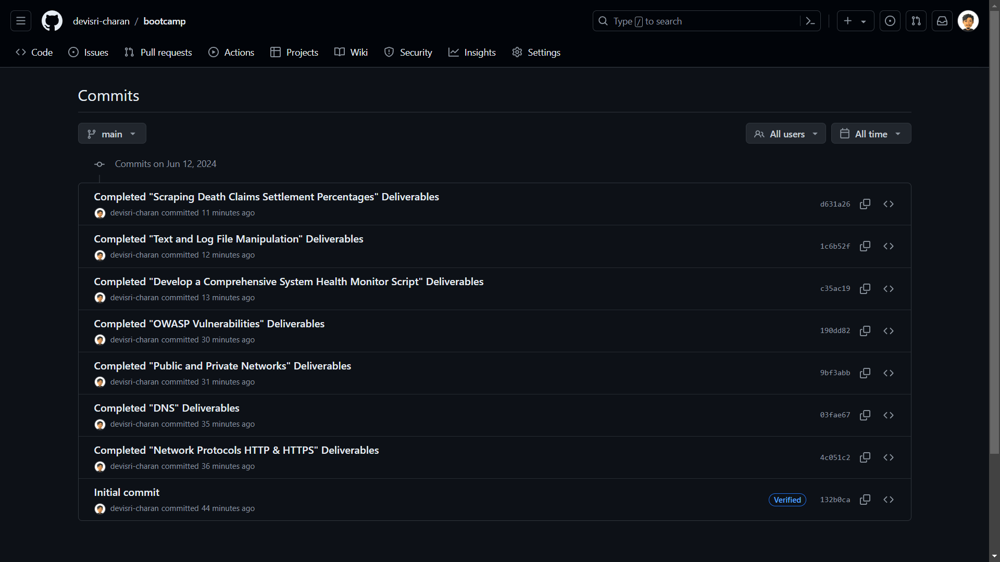 devisri-charan / bootcamp
Type / to search
Code Issues Pull requests Actions Projects Wiki Security Insights Settings
Commits
main All users All time
Commits on Jun 12, 2024
Completed "Scraping Death Claims Settlement Percentages" Deliverables
devisri-charan committed 11 minutes ago
d631a26
Completed "Text and Log File Manipulation" Deliverables
devisri-charan committed 12 minutes ago
1c6b52f
Completed "Develop a Comprehensive System Health Monitor Script" Deliverables
devisri-charan committed 13 minutes ago
c35ac19
Completed "OWASP Vulnerabilities" Deliverables
devisri-charan committed 30 minutes ago
190dd82
Completed "Public and Private Networks" Deliverables
devisri-charan committed 31 minutes ago
9bf3abb
Completed "DNS" Deliverables
devisri-charan committed 35 minutes ago
03fae67
Completed "Network Protocols HTTP & HTTPS" Deliverables
devisri-charan committed 36 minutes ago
4c051c2
Initial commit
devisri-charan committed 44 minutes ago
Verified 132b0ca